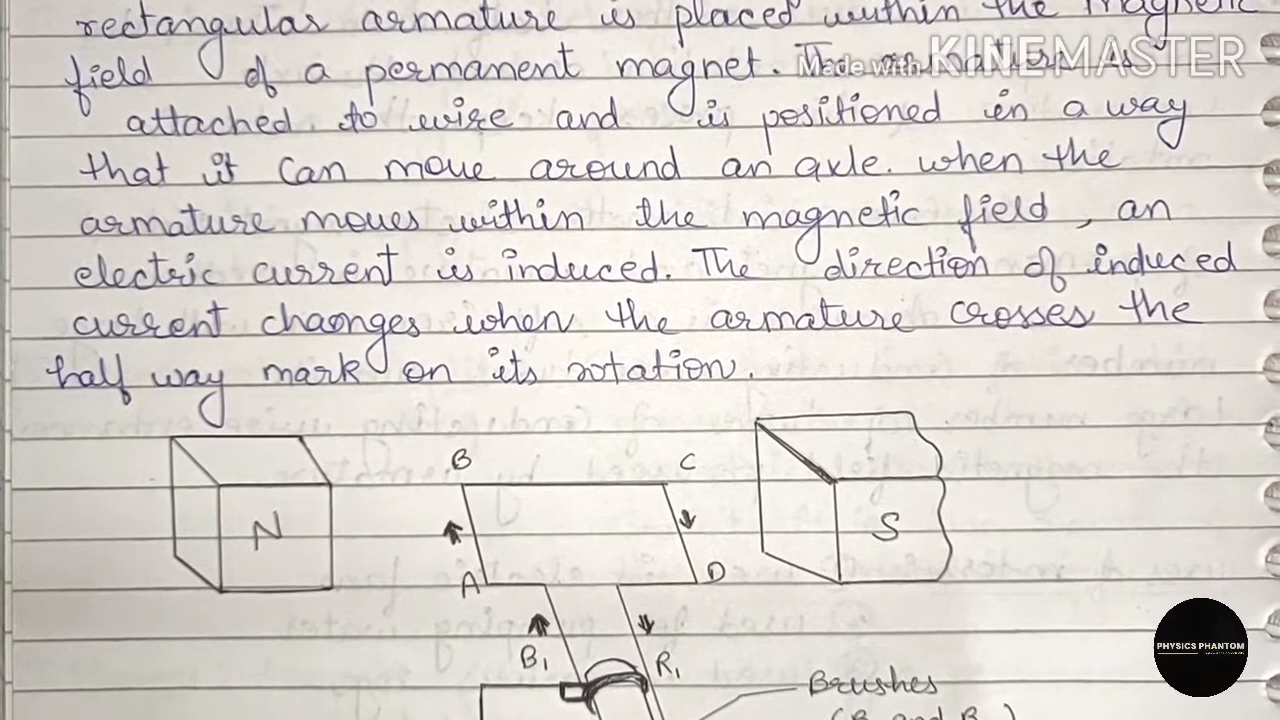 rectangular armature is placed within the magnetic
field of a permanent magnet. The armature is
Made with KINEMASTER
attached to wire and is positioned in a way
that it can move around an axle. when the
armature moves within the magnetic field, an
electric current is induced. The direction of induced
current changes when the armature crosses the
half way mark on its rotation.
B C
N S
A D
B1 R1
Brushes
PHYSICS PHANTOM